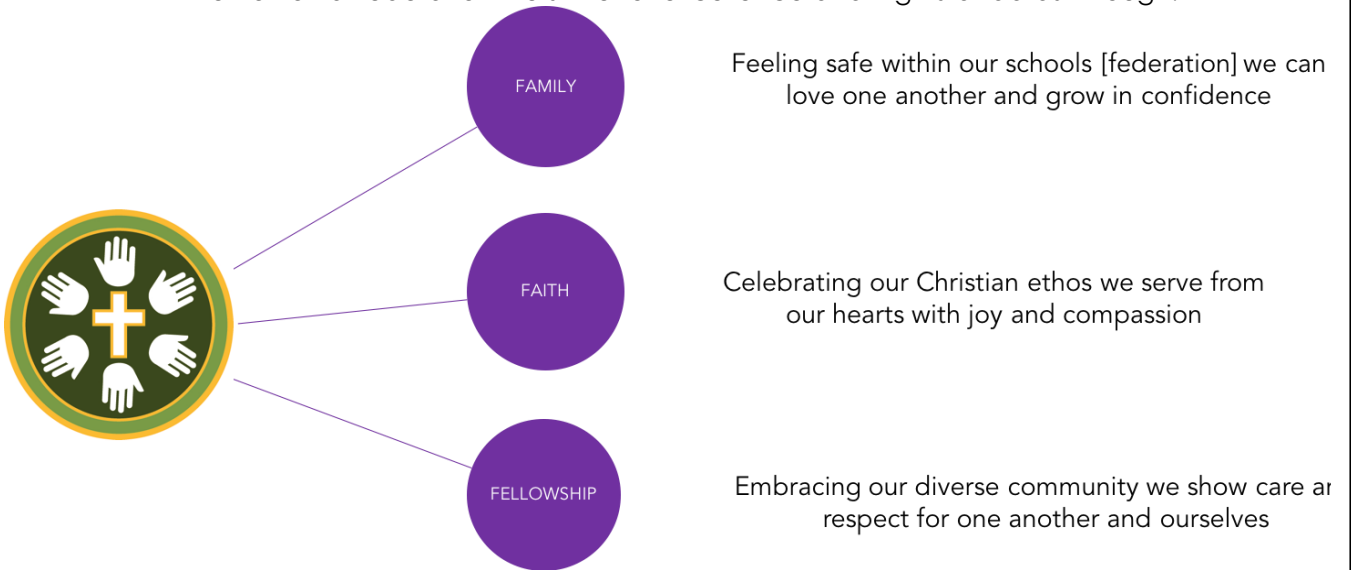 FAMILY
Feeling safe within our schools [federation] we can
love one another and grow in confidence
FAITH
Celebrating our Christian ethos we serve from
our hearts with joy and compassion
FELLOWSHIP
Embracing our diverse community we show care
respect for one another and ourselves